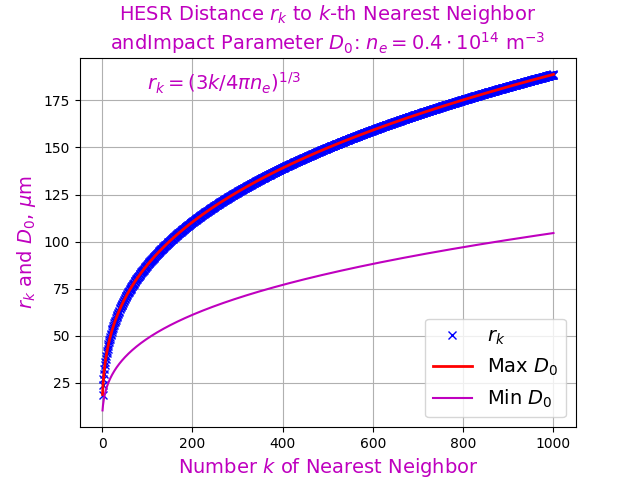 HESR Distance r_k to k-th Nearest Neighbor
andImpact Parameter D_0: n_e = 0.4 · 10^14 m^-3
r_k = (3k/4πn_e)^1/3
175
150
125
100
75
50
25
r_k and D_0, μm
r_k
Max D_0
Min D_0
0 200 400 600 800 1000
Number k of Nearest Neighbor